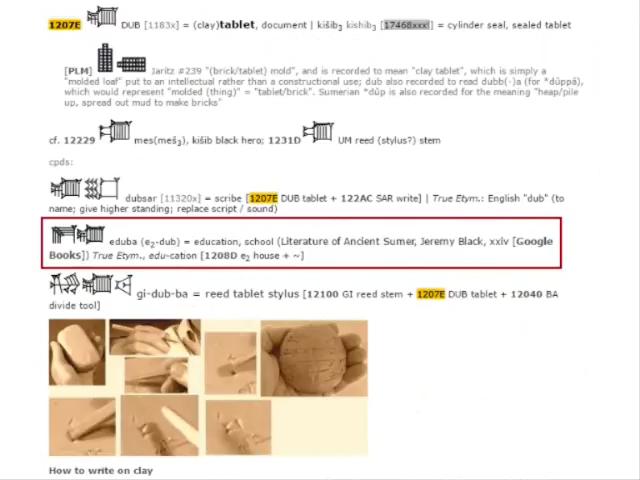 1207E 𒁾 DUB [1183x] = (clay)tablet, document | kišib₃ kishib₃ [17468xxx!] = cylinder seal, sealed tablet
[PLM] Jaritz #239 "(brick/tablet) mold", and is recorded to mean "clay tablet", which is simply a
"molded loaf" put to an intellectual rather than a constructional use; dub also recorded to read dubb(-)a (for *dūppā),
which would represent "molded (thing)" = "tablet/brick". Sumerian *dūp is also recorded for the meaning "heap/pile
up, spread out mud to make bricks"
cf. 12229 𒈩 mes(meš₃), kišib black hero; 1231D 𒌝 UM reed (stylus?) stem
cpds:
𒁾𒊬 dubsar [11320x] = scribe [1207E DUB tablet + 122AC SAR write] | True Etym.: English "dub" (to
name; give higher standing; replace script / sound)
𒂍𒁾 eduba (e₂-dub) = education, school (Literature of Ancient Sumer, Jeremy Black, xxlv [Google
Books]) True Etym., edu-cation [1208D e₂ house + ~]
𒄀𒁾𒁀 gi-dub-ba = reed tablet stylus [12100 GI reed stem + 1207E DUB tablet + 12040 BA
divide tool]
How to write on clay